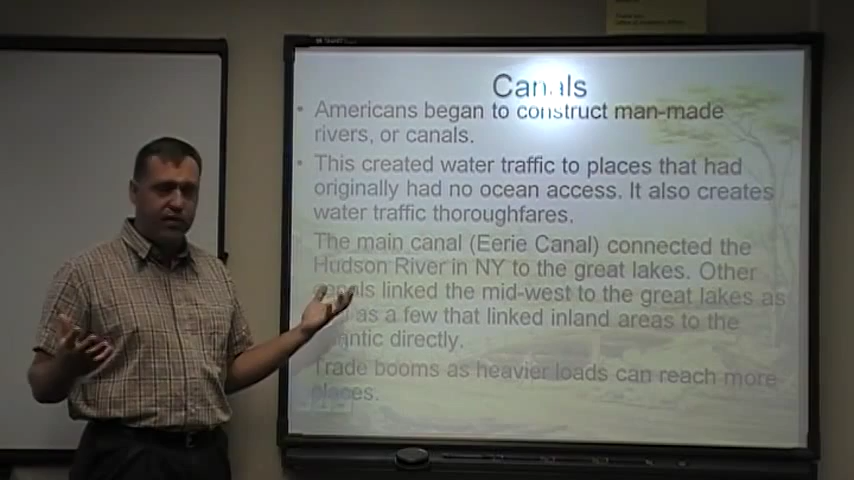 Canals
• Americans began to construct man-made
rivers, or canals.
• This created water traffic to places that had
originally had no ocean access. It also creates
water traffic thoroughfares.
The main canal (Eerie Canal) connected the
Hudson River in NY to the great lakes. Other
canals linked the mid-west to the great lakes as
as a few that linked inland areas to the
directly.
Trade booms as heavier loads can reach more
places.